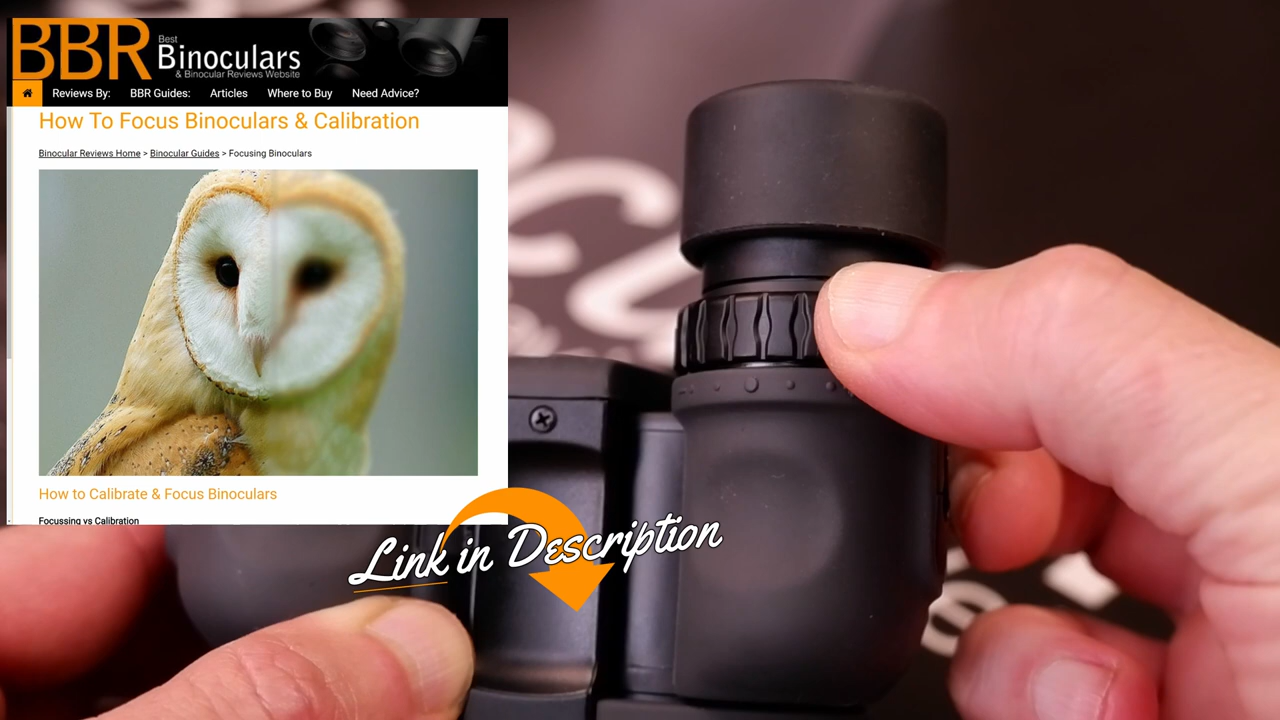 BBR
Best
Binoculars
& Binocular Reviews Website
Reviews By: BBR Guides: Articles Where to Buy Need Advice?
How To Focus Binoculars & Calibration
Binocular Reviews Home > Binocular Guides > Focusing Binoculars
How to Calibrate & Focus Binoculars
Focussing vs Calibration
Link in Description